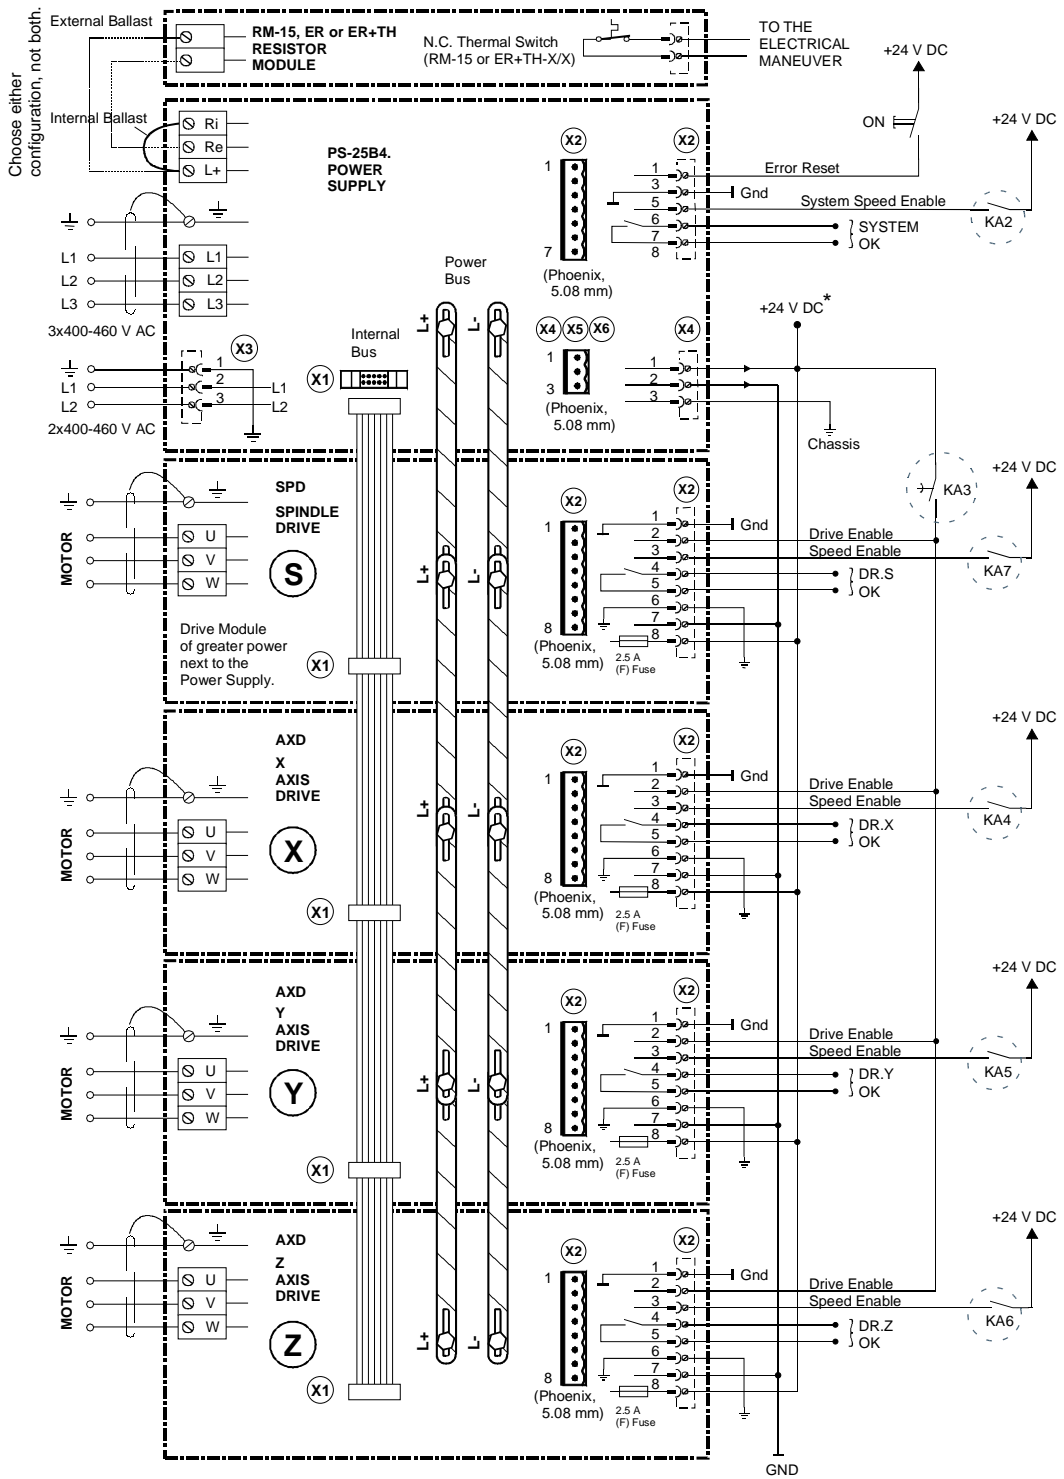 Choose either
configuration, not both.
External Ballast
RM-15, ER or ER+TH
RESISTOR
MODULE
N.C. Thermal Switch
(RM-15 or ER+TH-X/X)
TO THE
ELECTRICAL
MANEUVER
+24 V DC
ON
+24 V DC
Internal Ballast
Ri
Re
L+
PS-25B4.
POWER
SUPPLY
X2
1
7
(Phoenix,
5.08 mm)
X2
1
3
5
6
7
8
Error Reset
Gnd
System Speed Enable
KA2
SYSTEM
OK
L1
L2
L3
L1
L2
L3
3x400-460 V AC
Power
Bus
L+
L-
Internal
Bus
X1
X3
1
2
3
L1
L2
L1
L2
2x400-460 V AC
X4 X5 X6
1
3
(Phoenix,
5.08 mm)
X4
1
2
3
+24 V DC*
Chassis
KA3
SPD
SPINDLE
DRIVE
S
MOTOR
U
V
W
Drive Module
of greater power
next to the
Power Supply.
X1
L+
L-
X2
1
8
(Phoenix,
5.08 mm)
X2
1
2
3
4
5
6
7
8
2.5 A
(F) Fuse
Gnd
Drive Enable
Speed Enable
DR.S
OK
+24 V DC
KA7
AXD
X
AXIS
DRIVE
X
MOTOR
U
V
W
X1
L+
L-
X2
1
8
(Phoenix,
5.08 mm)
X2
1
2
3
4
5
6
7
8
2.5 A
(F) Fuse
Gnd
Drive Enable
Speed Enable
DR.X
OK
+24 V DC
KA4
AXD
Y
AXIS
DRIVE
Y
MOTOR
U
V
W
X1
L+
L-
X2
1
8
(Phoenix,
5.08 mm)
X2
1
2
3
4
5
6
7
8
2.5 A
(F) Fuse
Gnd
Drive Enable
Speed Enable
DR.Y
OK
+24 V DC
KA5
AXD
Z
AXIS
DRIVE
Z
MOTOR
U
V
W
X1
L+
L-
X2
1
8
(Phoenix,
5.08 mm)
X2
1
2
3
4
5
6
7
8
2.5 A
(F) Fuse
Gnd
Drive Enable
Speed Enable
DR.Z
OK
+24 V DC
KA6
GND